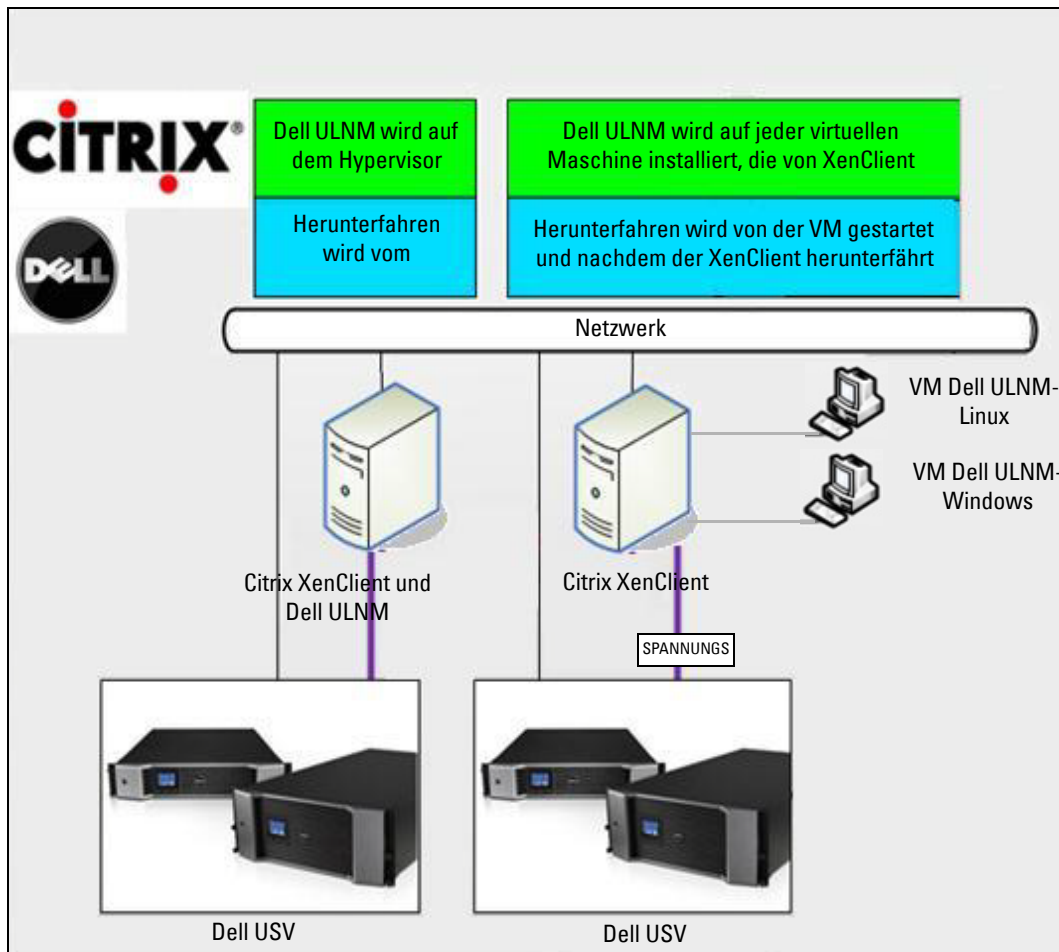 CİTRIX®
DELL
Dell ULNM wird auf
dem Hypervisor
Herunterfahren
wird vom
Dell ULNM wird auf jeder virtuellen
Maschine installiert, die von XenClient
Herunterfahren wird von der VM gestartet
und nachdem der XenClient herunterfährt
Netzwerk
VM Dell ULNM-
Linux
VM Dell ULNM-
Windows
Citrix XenClient und
Dell ULNM
Citrix XenClient
SPANNUNGS
Dell USV
Dell USV